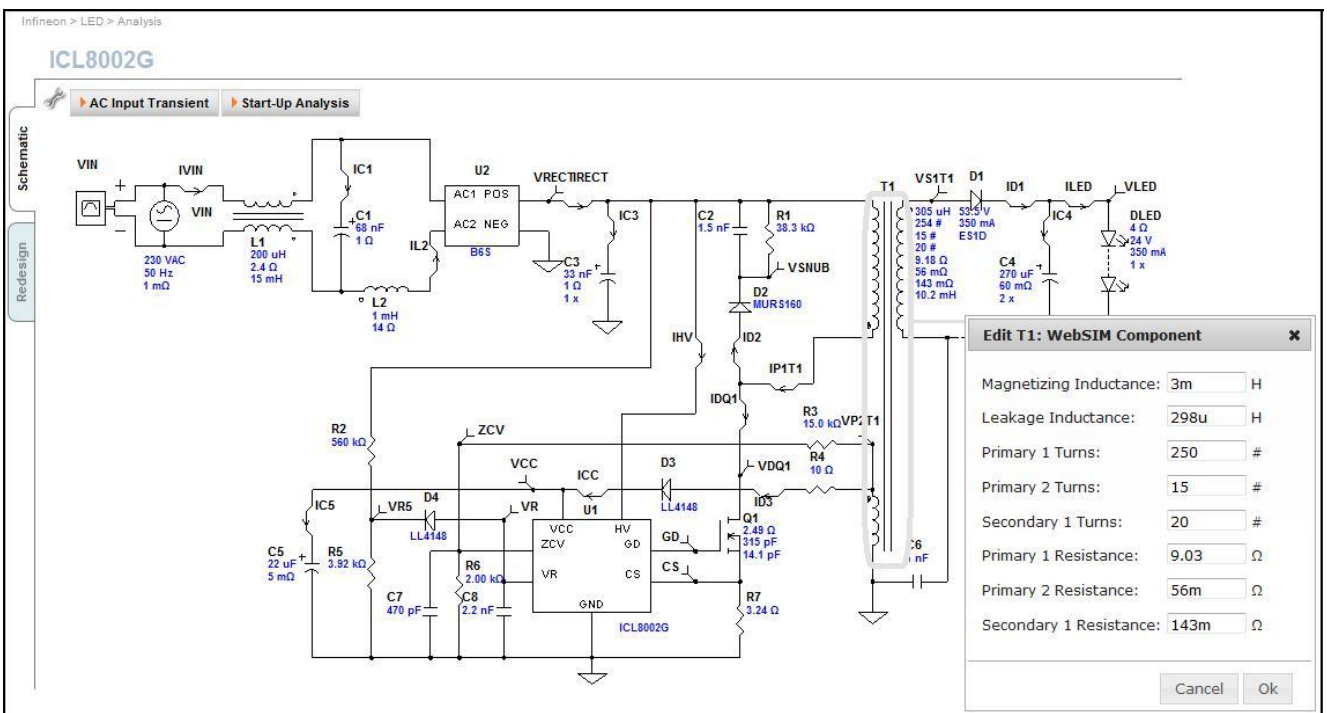 Infineon > LED > Analysis
ICL8002G
AC Input Transient
Start-Up Analysis
Schematic
Redesign
VIN
+
−
IVIN
VIN
230 VAC
50 Hz
1 mΩ
L1
200 uH
2.4 Ω
15 mH
IC1
+
C1
68 nF
1 Ω
IL2
L2
1 mH
14 Ω
U2
AC1 POS
AC2 NEG
B6S
VRECT
IRECT
IC3
C3
+
33 nF
1 Ω
1 x
C2
1.5 nF
R1
38.3 kΩ
VSNUB
D2
MURS160
IHV
ID2
IP1T1
IDQ1
T1
VS1T1
305 uH
254 #
15 #
20 #
9.18 Ω
56 mΩ
143 mΩ
10.2 mH
D1
53.5 V
350 mA
ES1D
ID1
ILED
VLED
IC4
C4
+
270 uF
60 mΩ
2 x
DLED
4 Ω
24 V
350 mA
1 x
R2
560 kΩ
ZCV
R3
15.0 kΩ
VP2T1
R4
10 Ω
VCC
ICC
D3
LL4148
VDQ1
ID3
IC5
VR5
D4
LL4148
VR
U1
VCC
HV
ZCV
GD
VR
CS
GND
ICL8002G
GD
CS
Q1
2.49 Ω
315 pF
14.1 pF
C5
+
22 uF
5 mΩ
R5
3.92 kΩ
R6
2.00 kΩ
C7
470 pF
C8
2.2 nF
R7
3.24 Ω
nF
Edit T1: WebSIM Component
Magnetizing Inductance: 3m H
Leakage Inductance: 298u H
Primary 1 Turns: 250 #
Primary 2 Turns: 15 #
Secondary 1 Turns: 20 #
Primary 1 Resistance: 9.03 Ω
Primary 2 Resistance: 56m Ω
Secondary 1 Resistance: 143m Ω
Cancel
Ok